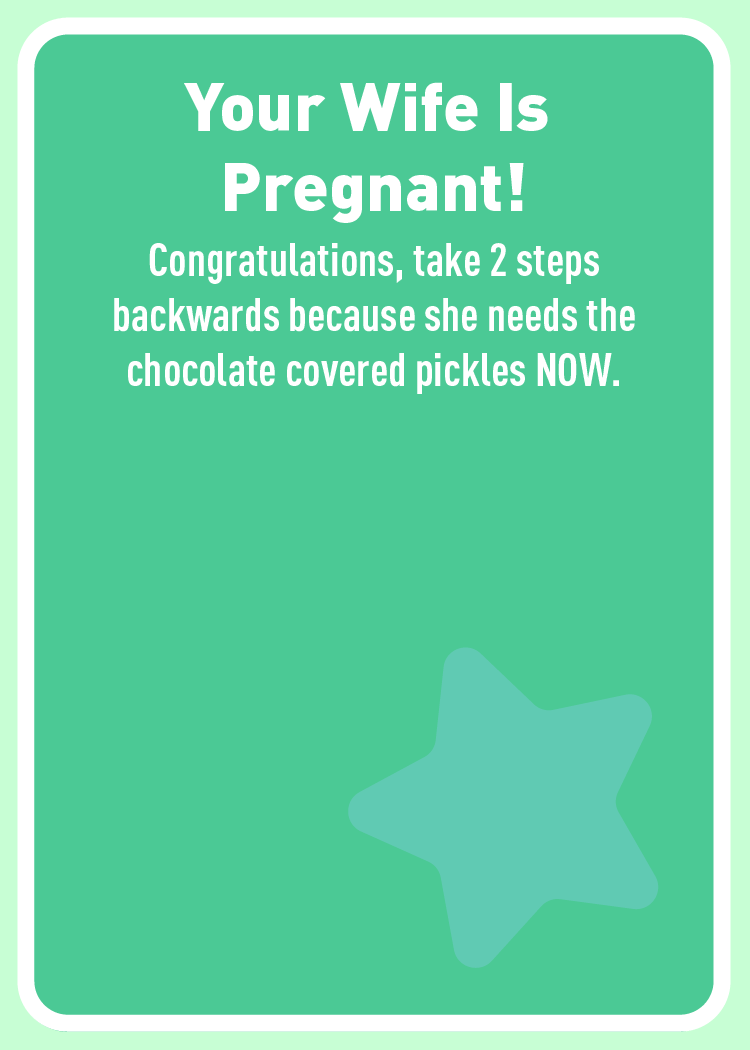 Your Wife Is
Pregnant!
Congratulations, take 2 steps
backwards because she needs the
chocolate covered pickles NOW.